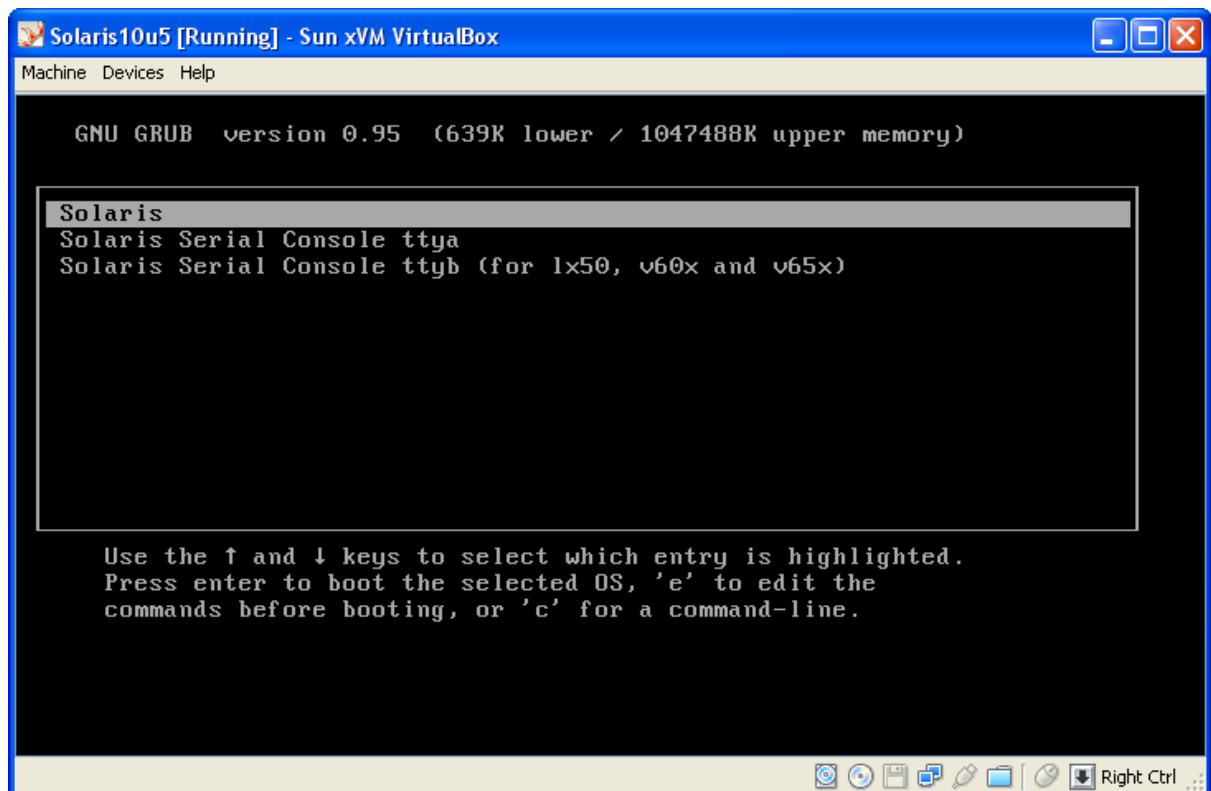 Solaris10u5 [Running] - Sun xVM VirtualBox
Machine Devices Help
GNU GRUB version 0.95 (639K lower / 1047488K upper memory)
Solaris
Solaris Serial Console ttya
Solaris Serial Console ttyb (for lx50, v60x and v65x)
Use the ↑ and ↓ keys to select which entry is highlighted.
Press enter to boot the selected OS, 'e' to edit the
commands before booting, or 'c' for a command-line.
Right Ctrl